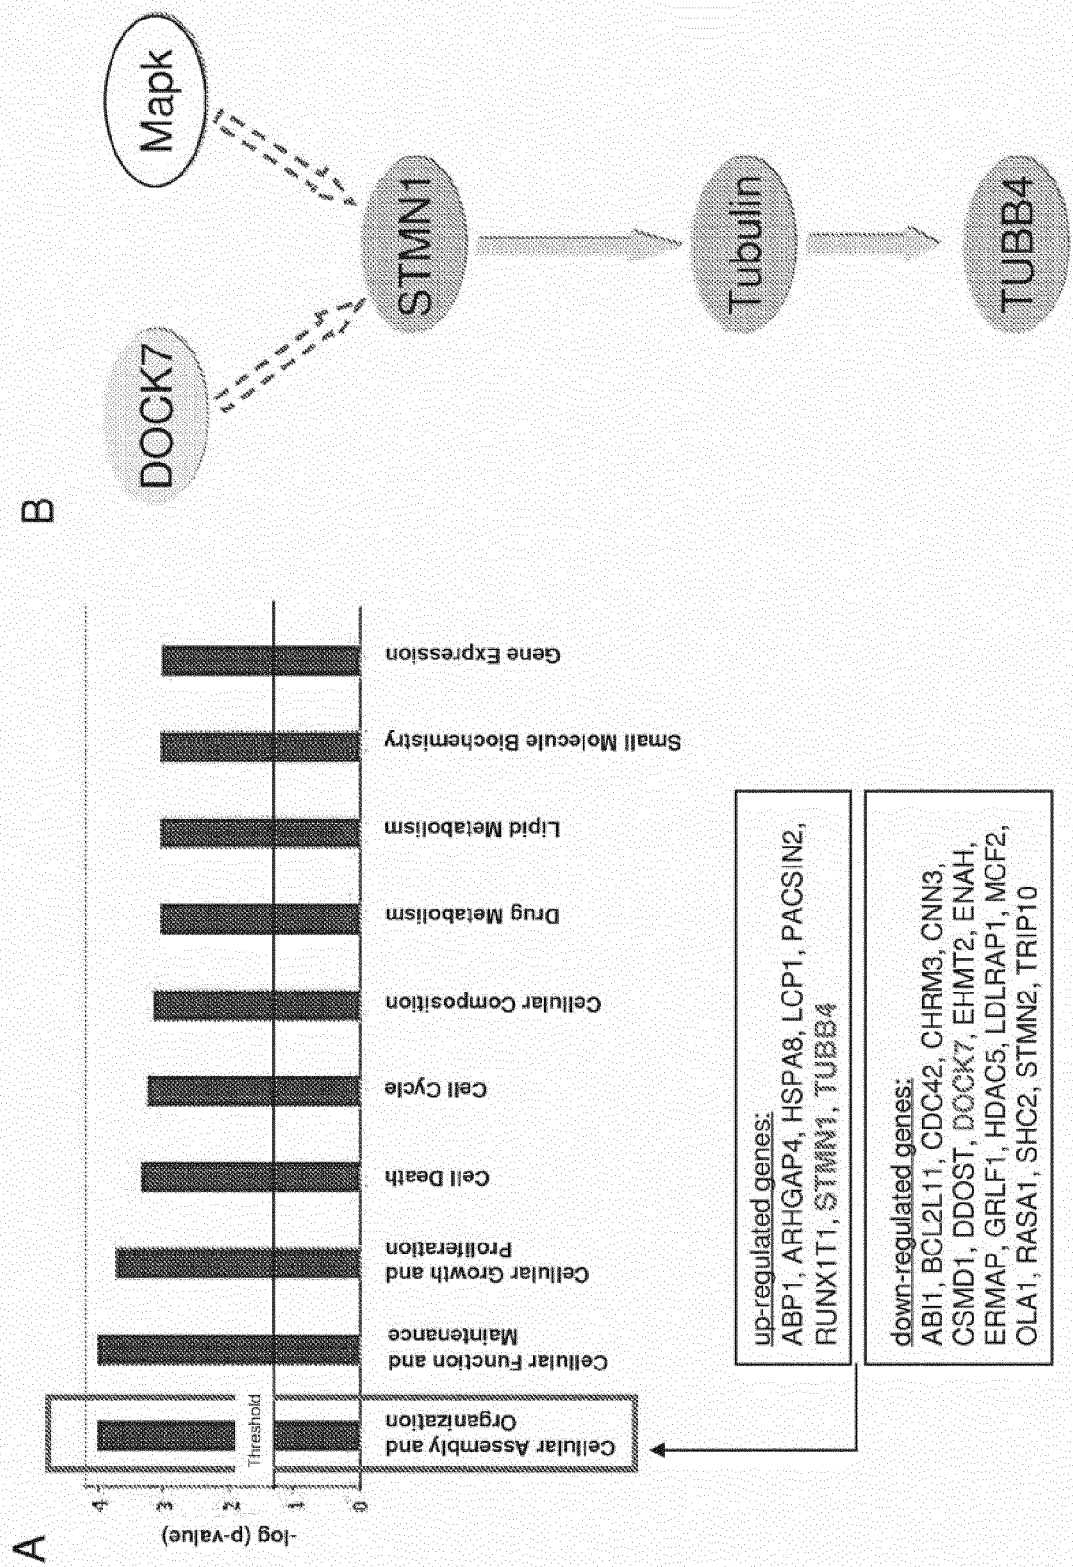 A
-log (p-value)
4
3
2
1
0
Threshold
Cellular Assembly and
Organization
Cellular Function and
Maintenance
Cellular Growth and
Proliferation
Cell Death
Cell Cycle
Cellular Composition
Drug Metabolism
Lipid Metabolism
Small Molecule Biochemistry
Gene Expression
up-regulated genes:
ABP1, ARHGAP4, HSPA8, LCP1, PACSIN2,
RUNX1T1, STMN1, TUBB4
down-regulated genes:
ABI1, BCL2L11, CDC42, CHRM3, CNN3,
CSMD1, DDOST, DOCK7, EHMT2, ENAH,
ERMAP, GRLF1, HDAC5, LDLRAP1, MCF2,
OLA1, RASA1, SHC2, STMN2, TRIP10
B
DOCK7
Mapk
STMN1
Tubulin
TUBB4